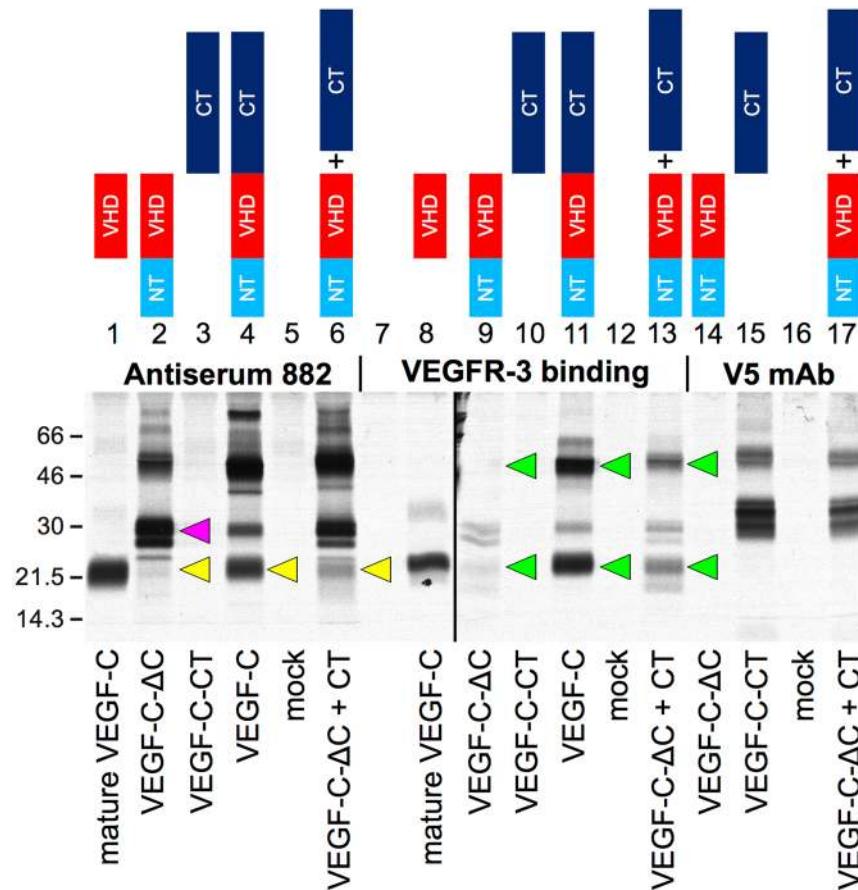 CT CT CT CT CT CT
+ + +
VHD VHD VHD VHD VHD VHD VHD VHD VHD VHD
NT NT NT NT NT NT NT NT
1 2 3 4 5 6 7 8 9 10 11 12 13 14 15 16 17
Antiserum 882 VEGFR-3 binding V5 mAb
66
46
30
21.5
14.3
mature VEGF-C
VEGF-C-ΔC
VEGF-C-CT
VEGF-C
mock
VEGF-C-ΔC + CT
mature VEGF-C
VEGF-C-ΔC
VEGF-C-CT
VEGF-C
mock
VEGF-C-ΔC + CT
VEGF-C-ΔC
VEGF-C-CT
mock
VEGF-C-ΔC + CT